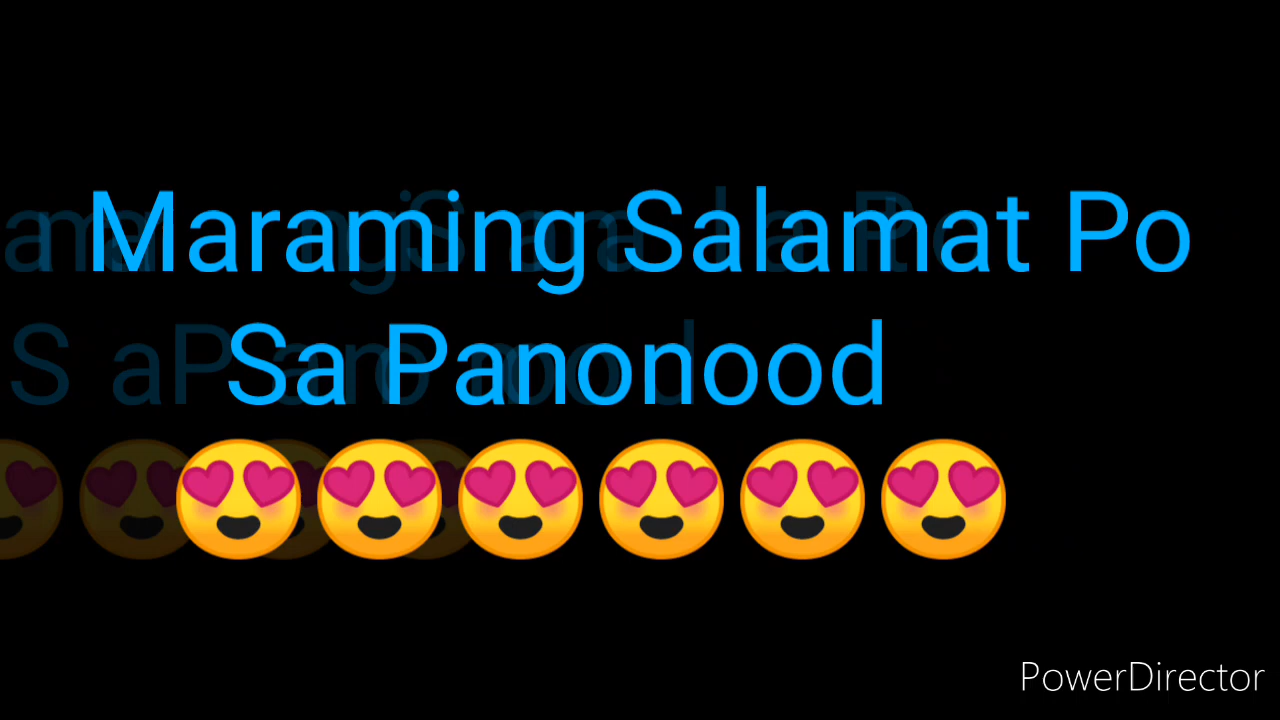 Maraming Salamat Po
Sa Panonood
😍😍😍😍😍😍
PowerDirector